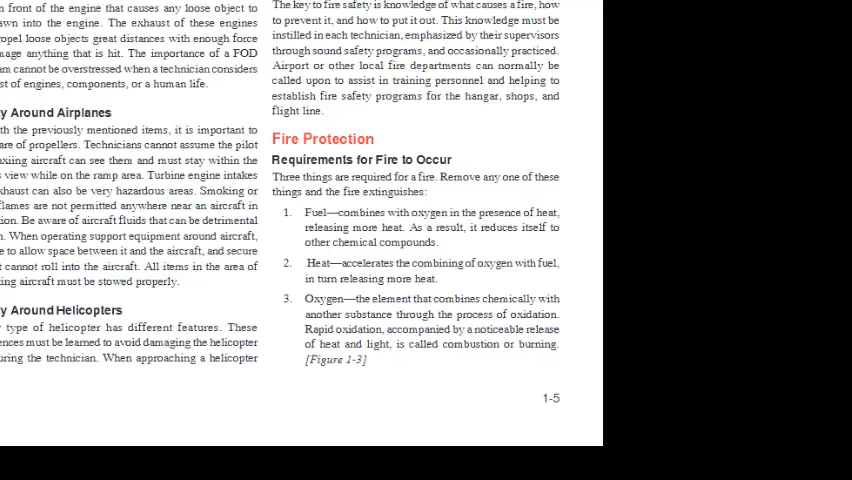 n front of the engine that causes any loose object to
awn into the engine. The exhaust of these engines
ropel loose objects great distances with enough force
mage anything that is hit. The importance of a FOD
am cannot be overstressed when a technician considers
st of engines, components, or a human life.
y Around Airplanes
th the previously mentioned items, it is important to
are of propellers. Technicians cannot assume the pilot
axiing aircraft can see them and must stay within the
s view while on the ramp area. Turbine engine intakes
xhaust can also be very hazardous areas. Smoking or
flames are not permitted anywhere near an aircraft in
tion. Be aware of aircraft fluids that can be detrimental
n. When operating support equipment around aircraft,
e to allow space between it and the aircraft, and secure
t cannot roll into the aircraft. All items in the area of
ting aircraft must be stowed properly.
y Around Helicopters
y type of helicopter has different features. These
ences must be learned to avoid damaging the helicopter
uring the technician. When approaching a helicopter
The key to fire safety is knowledge of what causes a fire, how
to prevent it, and how to put it out. This knowledge must be
instilled in each technician, emphasized by their supervisors
through sound safety programs, and occasionally practiced.
Airport or other local fire departments can normally be
called upon to assist in training personnel and helping to
establish fire safety programs for the hangar, shops, and
flight line.
Fire Protection
Requirements for Fire to Occur
Three things are required for a fire. Remove any one of these
things and the fire extinguishes:
1. Fuel—combines with oxygen in the presence of heat,
releasing more heat. As a result, it reduces itself to
other chemical compounds.
2. Heat—accelerates the combining of oxygen with fuel,
in turn releasing more heat.
3. Oxygen—the element that combines chemically with
another substance through the process of oxidation.
Rapid oxidation, accompanied by a noticeable release
of heat and light, is called combustion or burning.
[Figure 1-3]
1-5